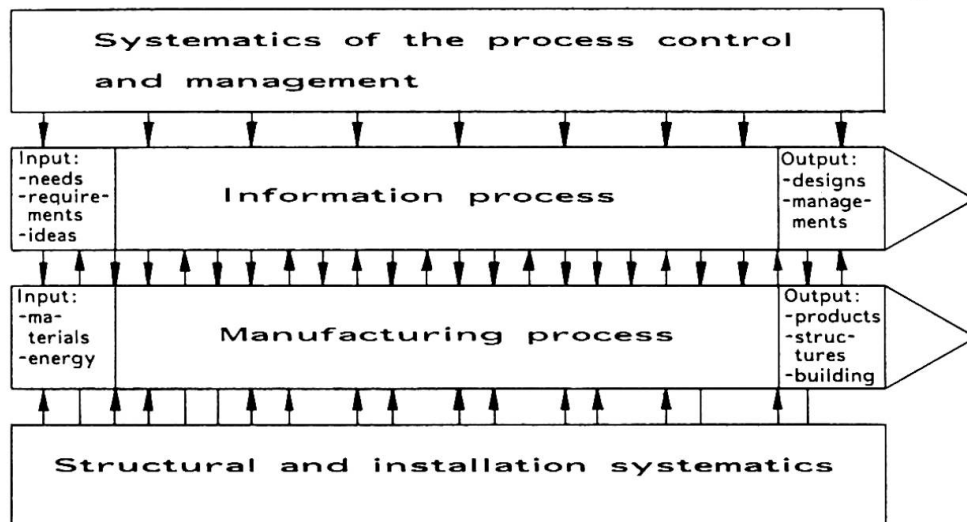 Systematics of the process control
and management
Input:
-needs
-require-
ments
-ideas
Information process
Output:
-designs
-manage-
ments
Input:
-ma-
terials
-energy
Manufacturing process
Output:
-products
-struc-
tures
-building
Structural and installation systematics